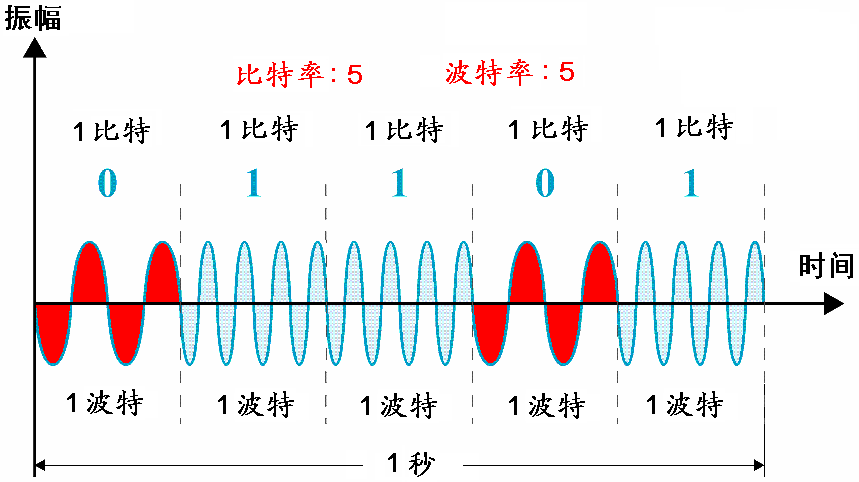 振幅
比特率：5 波特率：5
1比特 1比特 1比特 1比特 1比特
0 1 1 0 1
时间
1波特 1波特 1波特 1波特 1波特
1秒